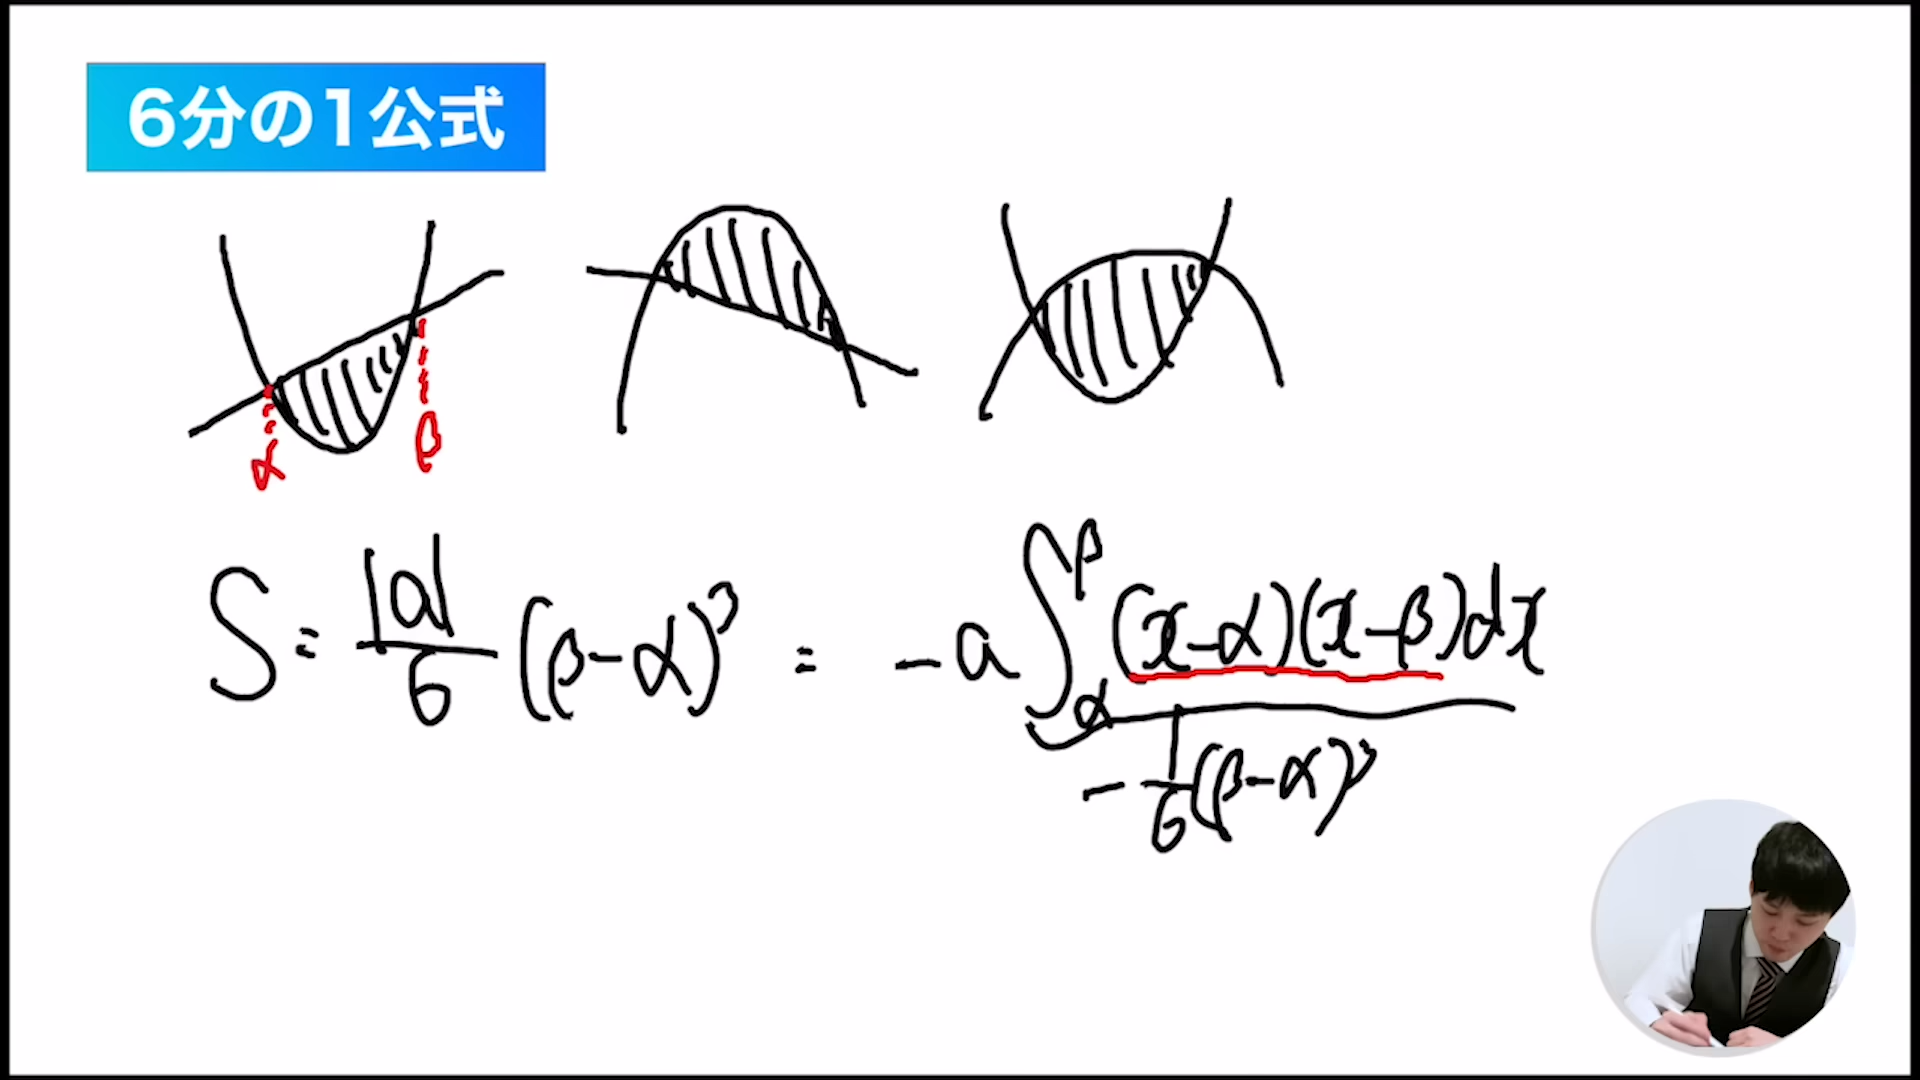 6分の1公式
α
β
S = |a|/6 (β-α)³ = -a∫_α^β (x-α)(x-β)dx
-1/6(β-α)³